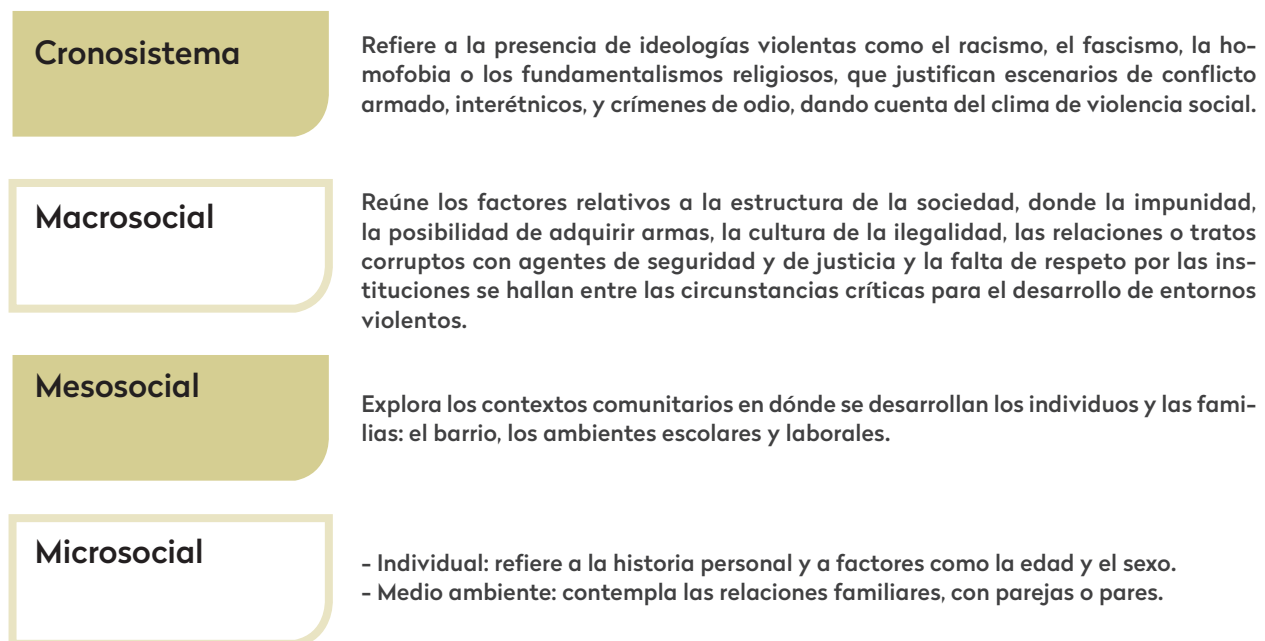 Cronosistema
Refiere a la presencia de ideologías violentas como el racismo, el fascismo, la ho-
mofobia o los fundamentalismos religiosos, que justifican escenarios de conflicto
armado, interétnicos, y crímenes de odio, dando cuenta del clima de violencia social.
Macrosocial
Reúne los factores relativos a la estructura de la sociedad, donde la impunidad,
la posibilidad de adquirir armas, la cultura de la ilegalidad, las relaciones o tratos
corruptos con agentes de seguridad y de justicia y la falta de respeto por las ins-
tituciones se hallan entre las circunstancias críticas para el desarrollo de entornos
violentos.
Mesosocial
Explora los contextos comunitarios en dónde se desarrollan los individuos y las fami-
lias: el barrio, los ambientes escolares y laborales.
Microsocial
- Individual: refiere a la historia personal y a factores como la edad y el sexo.
- Medio ambiente: contempla las relaciones familiares, con parejas o pares.